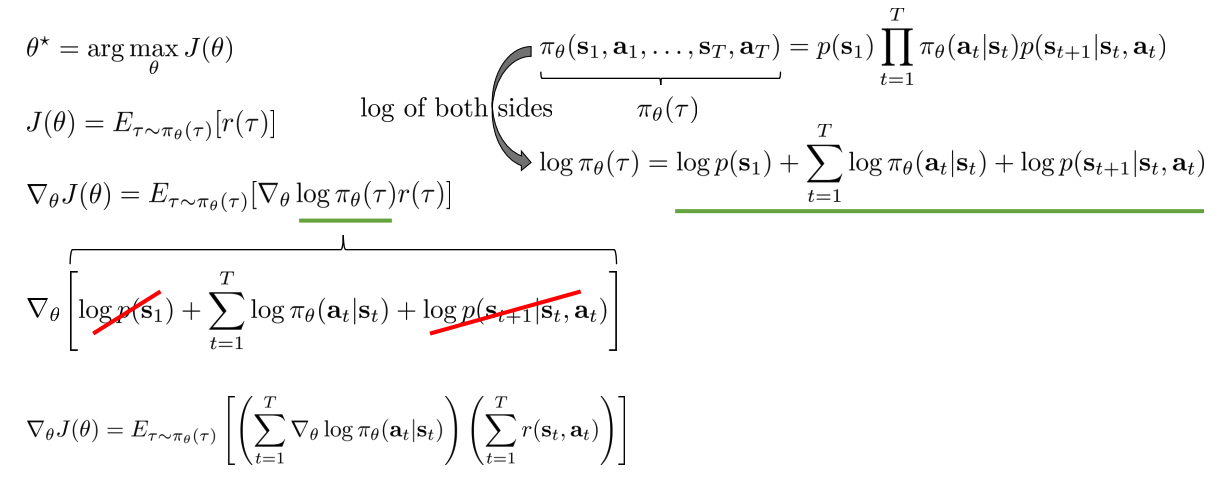 θ* = arg max_θ J(θ)
J(θ) = E_{τ∼π_θ(τ)}[r(τ)]
∇_θ J(θ) = E_{τ∼π_θ(τ)}[∇_θ log π_θ(τ)r(τ)]
π_θ(s_1, a_1, . . . , s_T, a_T) = p(s_1) ∏_{t=1}^{T} π_θ(a_t|s_t)p(s_{t+1}|s_t, a_t)
π_θ(τ)
log of both sides
log π_θ(τ) = log p(s_1) + ∑_{t=1}^{T} log π_θ(a_t|s_t) + log p(s_{t+1}|s_t, a_t)
∇_θ [log p(s_1) + ∑_{t=1}^{T} log π_θ(a_t|s_t) + log p(s_{t+1}|s_t, a_t)]
∇_θ J(θ) = E_{τ∼π_θ(τ)} [(∑_{t=1}^{T} ∇_θ log π_θ(a_t|s_t)) (∑_{t=1}^{T} r(s_t, a_t))]